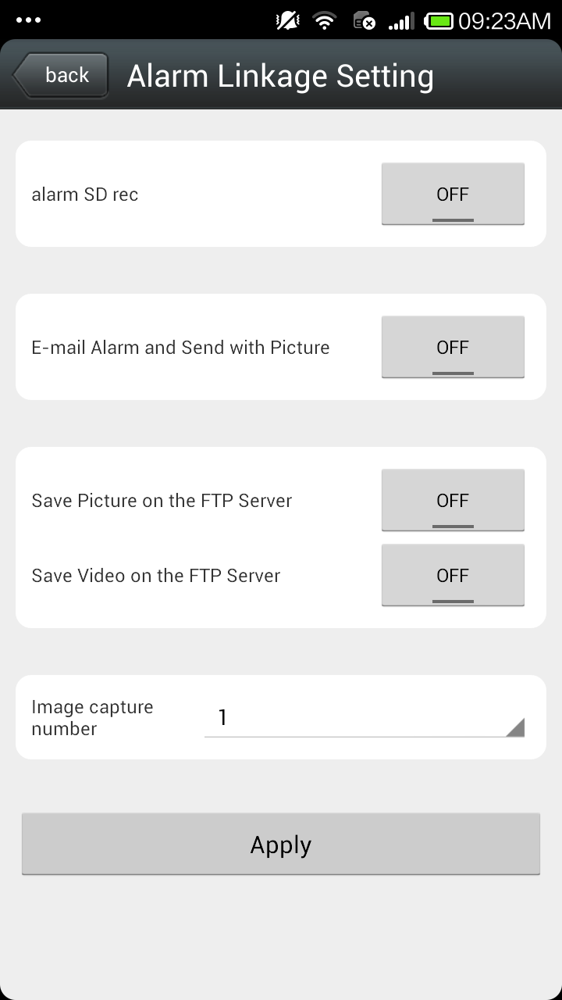 09:23AM
back
Alarm Linkage Setting
alarm SD rec
OFF
E-mail Alarm and Send with Picture
OFF
Save Picture on the FTP Server
OFF
Save Video on the FTP Server
OFF
Image capture
number
1
Apply